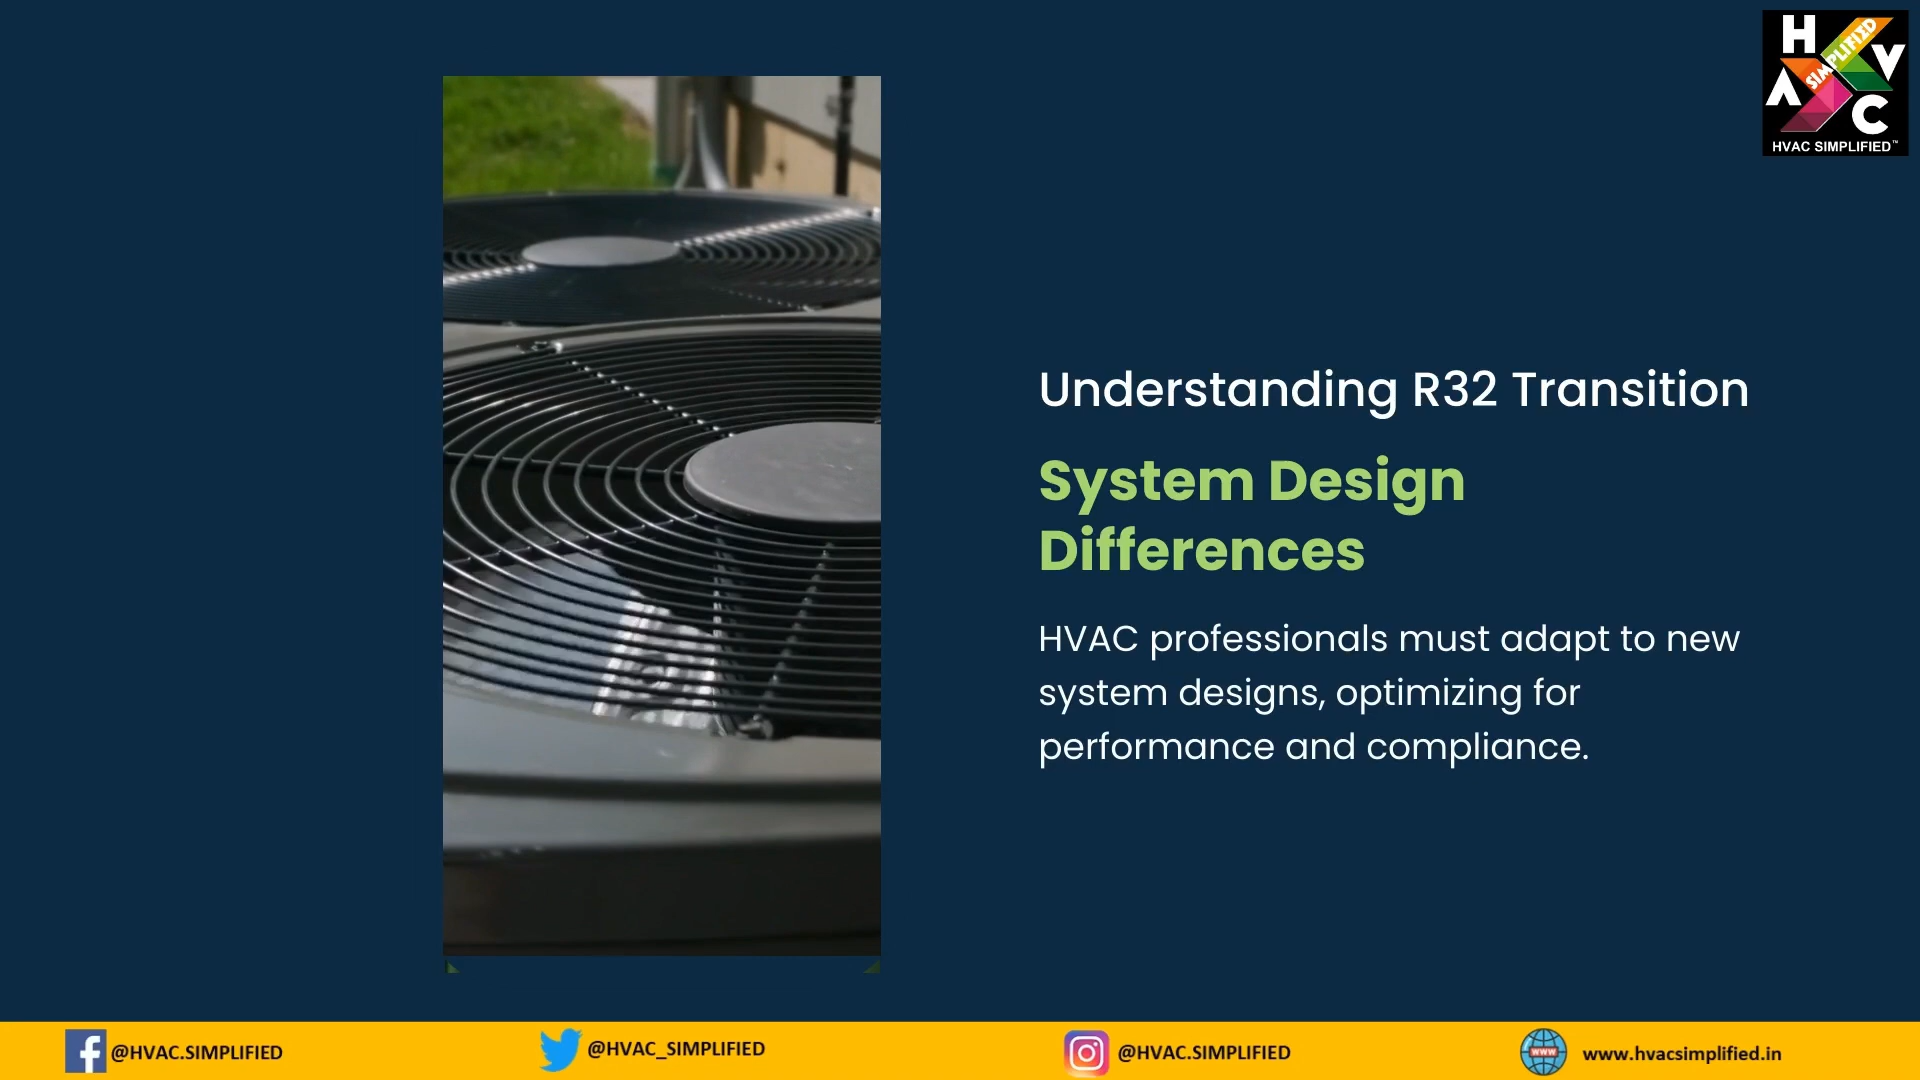 H
SIMPLIFIED
V
A
C
HVAC SIMPLIFIED™
Understanding R32 Transition
System Design
Differences
HVAC professionals must adapt to new
system designs, optimizing for
performance and compliance.
@HVAC.SIMPLIFIED
@HVAC_SIMPLIFIED
@HVAC.SIMPLIFIED
www
www.hvacsimplified.in